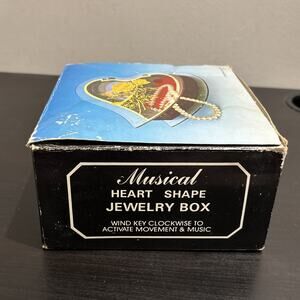 Musical
HEART SHAPE
JEWELRY BOX
WIND KEY CLOCKWISE TO
ACTIVATE MOVEMENT & MUSIC